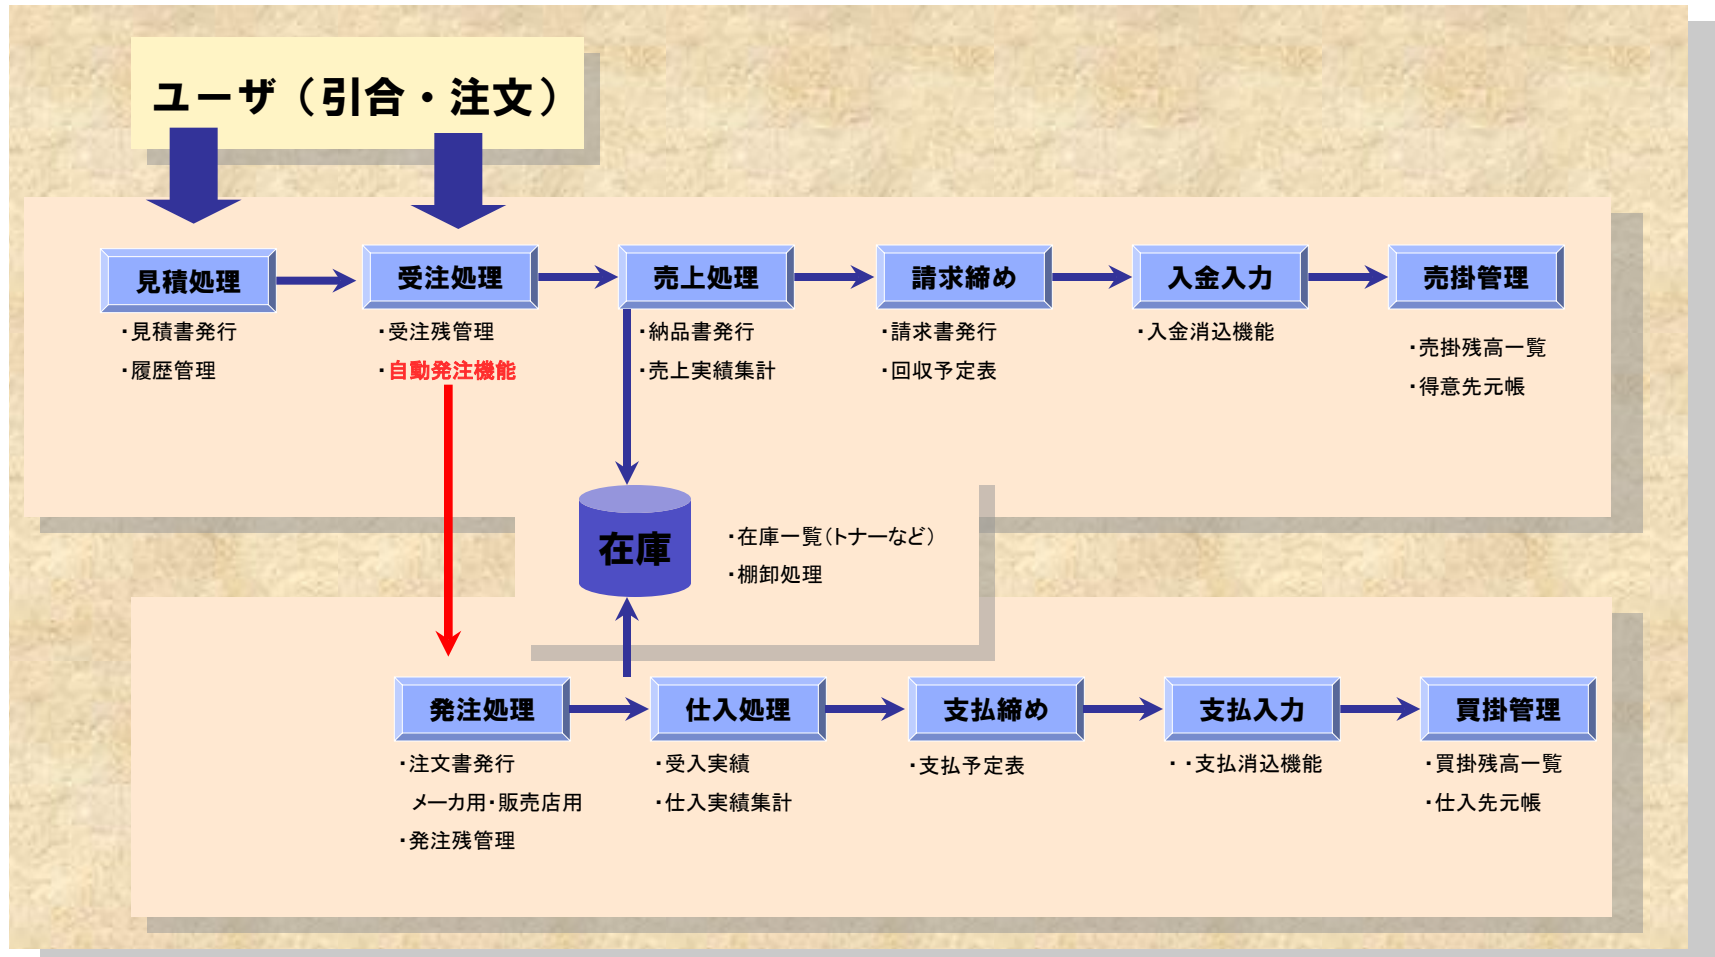 ユーザ（引合・注文）
見積処理
・見積書発行
・履歴管理
受注処理
・受注残管理
・自動発注機能
売上処理
・納品書発行
・売上実績集計
請求締め
・請求書発行
・回収予定表
入金入力
・入金消込機能
売掛管理
・売掛残高一覧
・得意先元帳
在庫
・在庫一覧（トナーなど）
・棚卸処理
発注処理
・注文書発行
メーカ用・販売店用
・発注残管理
仕入処理
・受入実績
・仕入実績集計
支払締め
・支払予定表
支払入力
・・支払消込機能
買掛管理
・買掛残高一覧
・仕入先元帳